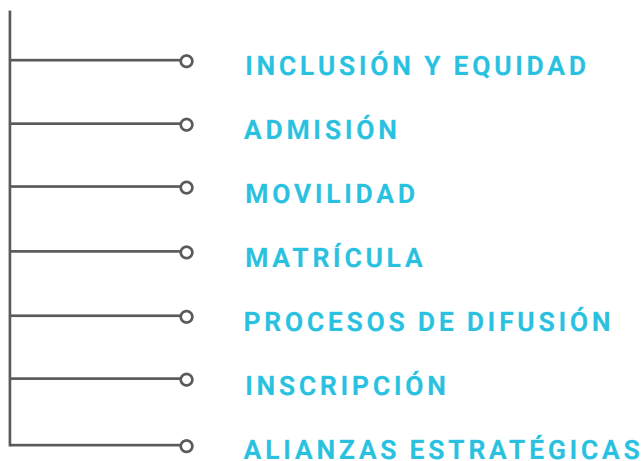 INCLUSIÓN Y EQUIDAD
ADMISIÓN
MOVILIDAD
MATRÍCULA
PROCESOS DE DIFUSIÓN
INSCRIPCIÓN
ALIANZAS ESTRATÉGICAS